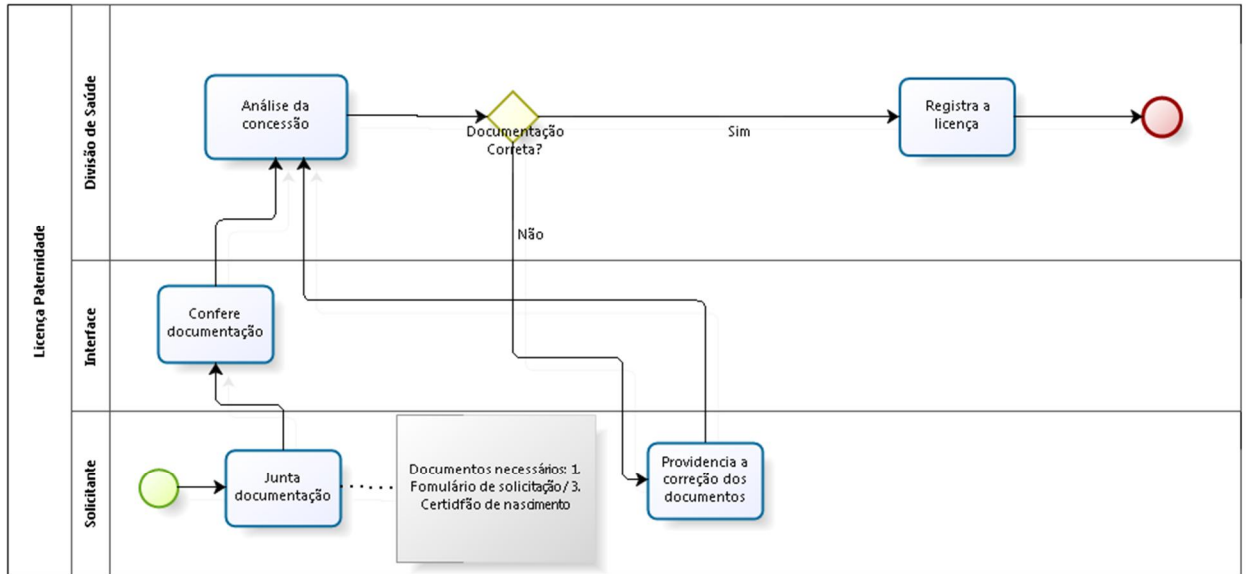 Licença Paternidade
Divisão de Saúde
Análise da
concessão
Documentação
Correta?
Sim
Registra a
licença
Não
Interface
Confere
documentação
Solicitante
Junta
documentação
Documentos necessários: 1.
Fomulário de solicitação/ 3.
Certidfão de nascimento
Providencia a
correção dos
documentos